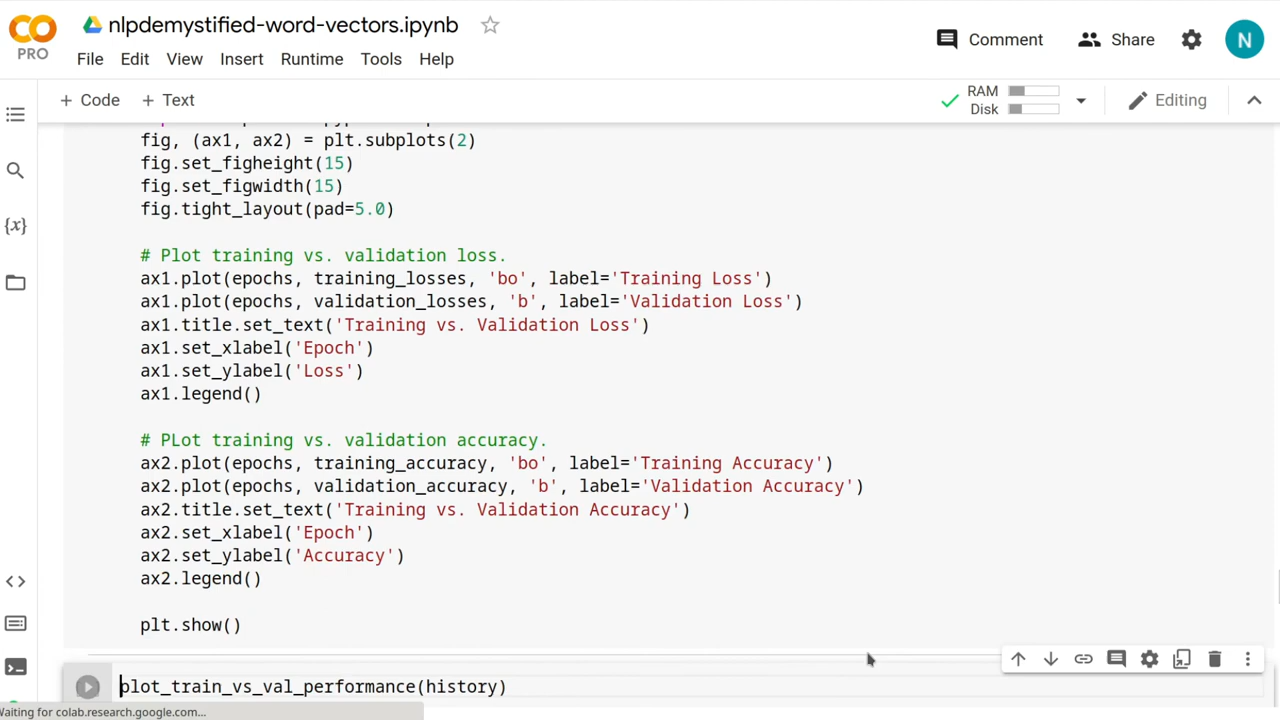 PRO
nlpdemystified-word-vectors.ipynb
Comment
Share
N
File Edit View Insert Runtime Tools Help
+ Code + Text
RAM
Disk
Editing
fig, (ax1, ax2) = plt.subplots(2)
fig.set_figheight(15)
fig.set_figwidth(15)
fig.tight_layout(pad=5.0)
# Plot training vs. validation loss.
ax1.plot(epochs, training_losses, 'bo', label='Training Loss')
ax1.plot(epochs, validation_losses, 'b', label='Validation Loss')
ax1.title.set_text('Training vs. Validation Loss')
ax1.set_xlabel('Epoch')
ax1.set_ylabel('Loss')
ax1.legend()
# PLot training vs. validation accuracy.
ax2.plot(epochs, training_accuracy, 'bo', label='Training Accuracy')
ax2.plot(epochs, validation_accuracy, 'b', label='Validation Accuracy')
ax2.title.set_text('Training vs. Validation Accuracy')
ax2.set_xlabel('Epoch')
ax2.set_ylabel('Accuracy')
ax2.legend()
plt.show()
plot_train_vs_val_performance(history)
Waiting for colab.research.google.com...